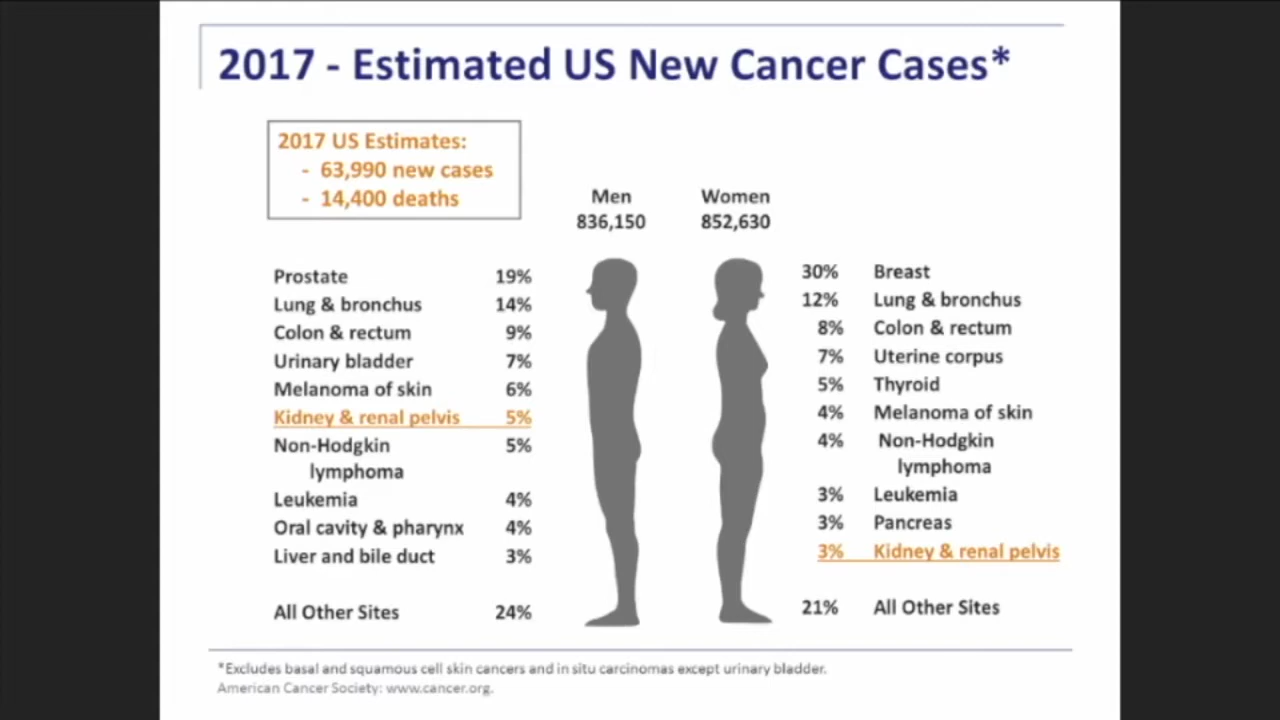 2017 - Estimated US New Cancer Cases*
2017 US Estimates:
- 63,990 new cases
- 14,400 deaths
Men
836,150
Women
852,630
Prostate 19%
Lung & bronchus 14%
Colon & rectum 9%
Urinary bladder 7%
Melanoma of skin 6%
Kidney & renal pelvis 5%
Non-Hodgkin 5%
lymphoma
Leukemia 4%
Oral cavity & pharynx 4%
Liver and bile duct 3%
All Other Sites 24%
30% Breast
12% Lung & bronchus
8% Colon & rectum
7% Uterine corpus
5% Thyroid
4% Melanoma of skin
4% Non-Hodgkin
lymphoma
3% Leukemia
3% Pancreas
3% Kidney & renal pelvis
21% All Other Sites
*Excludes basal and squamous cell skin cancers and in situ carcinomas except urinary bladder.
American Cancer Society: www.cancer.org.